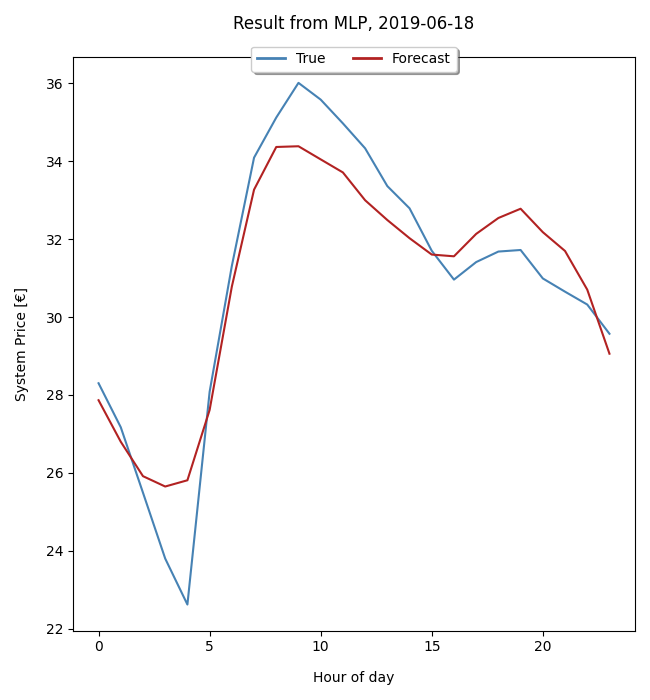 Result from MLP, 2019-06-18
True Forecast
36
34
32
30
28
26
24
22
System Price [€]
0 5 10 15 20
Hour of day